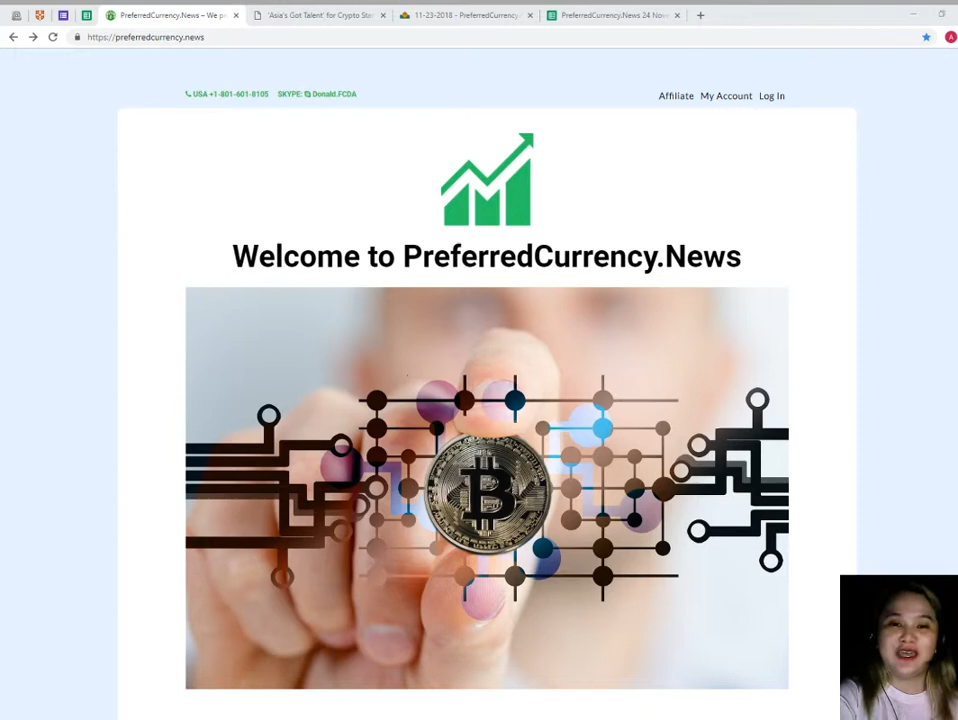 PreferredCurrency.News – We p
'Asia's Got Talent' for Crypto Sta
11-23-2018 - PreferredCurrency.N
PreferredCurrency.News 24 Nove
https://preferredcurrency.news
A
USA +1-801-601-8105 SKYPE: Donald.FCDA
Affiliate My Account Log In
Welcome to PreferredCurrency.News